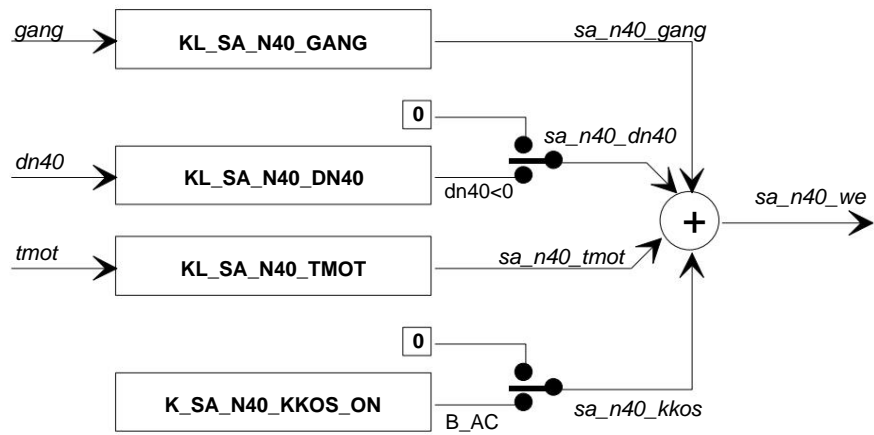 gang
KL_SA_N40_GANG
sa_n40_gang
0
sa_n40_dn40
dn40
KL_SA_N40_DN40
dn40<0
+
sa_n40_we
tmot
KL_SA_N40_TMOT
sa_n40_tmot
0
K_SA_N40_KKOS_ON
B_AC
sa_n40_kkos